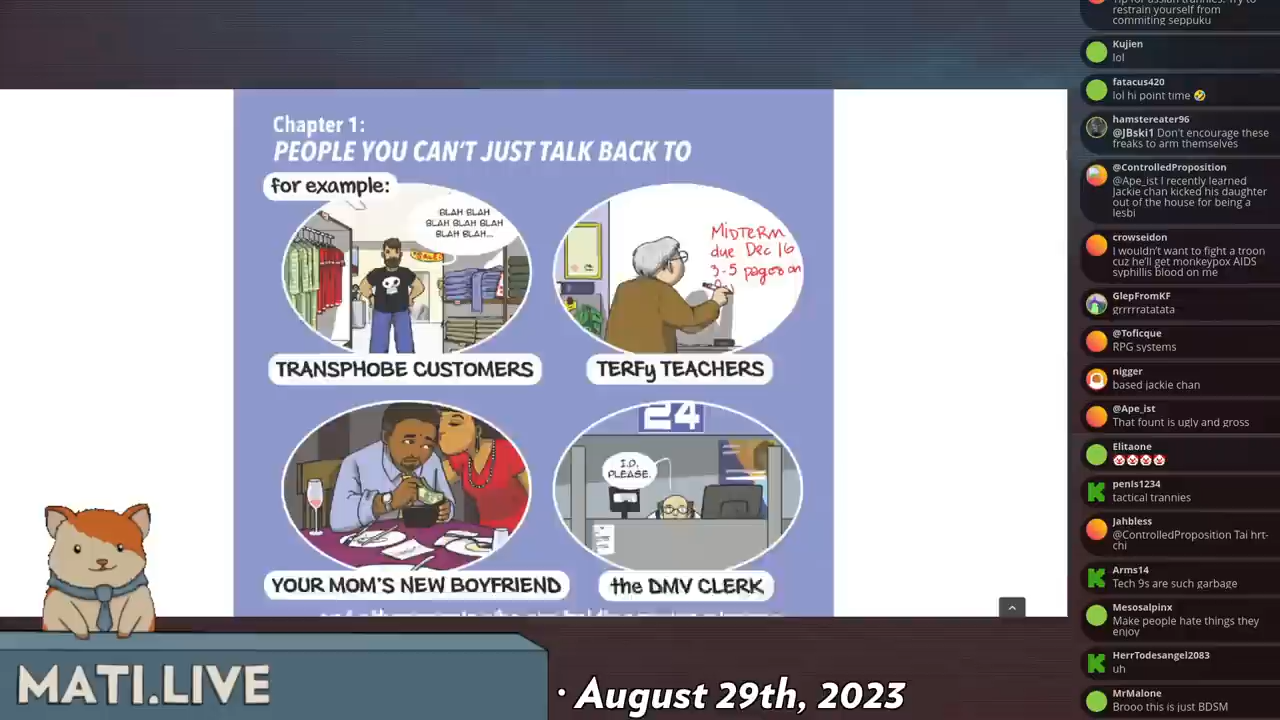 Chapter 1:
PEOPLE YOU CAN'T JUST TALK BACK TO
for example:
BLAH BLAH
BLAH BLAH BLAH
BLAH BLAH...
MIDTERM
due Dec 16
3-5 pages on
TRANSPHOBE CUSTOMERS
TERFy TEACHERS
24
I.D.
PLEASE.
YOUR MOM'S NEW BOYFRIEND
the DMV CLERK
MATI.LIVE
· August 29th, 2023
restrain yourself from
commiting seppuku
Kujien
lol
fatacus420
lol hi point time 🤣
hamstereater96
@JBski1 Don't encourage these
freaks to arm themselves
@ControlledProposition
@Ape_ist I recently learned
Jackie chan kicked his daughter
out of the house for being a
lesbi
crowseidon
I wouldn't want to fight a troon
cuz he'll get monkeypox AIDS
syphillis blood on me
GlepFromKF
grrrrratatata
@Toficque
RPG systems
nigger
based jackie chan
@Ape_ist
That fount is ugly and gross
Elitaone
🤡🤡🤡🤡
penIs1234
tactical trannies
Jahbless
@ControlledProposition Tai hrt-
chi
Arms14
Tech 9s are such garbage
Mesosalpinx
Make people hate things they
enjoy
HerrTodesangel2083
uh
MrMalone
Brooo this is just BDSM